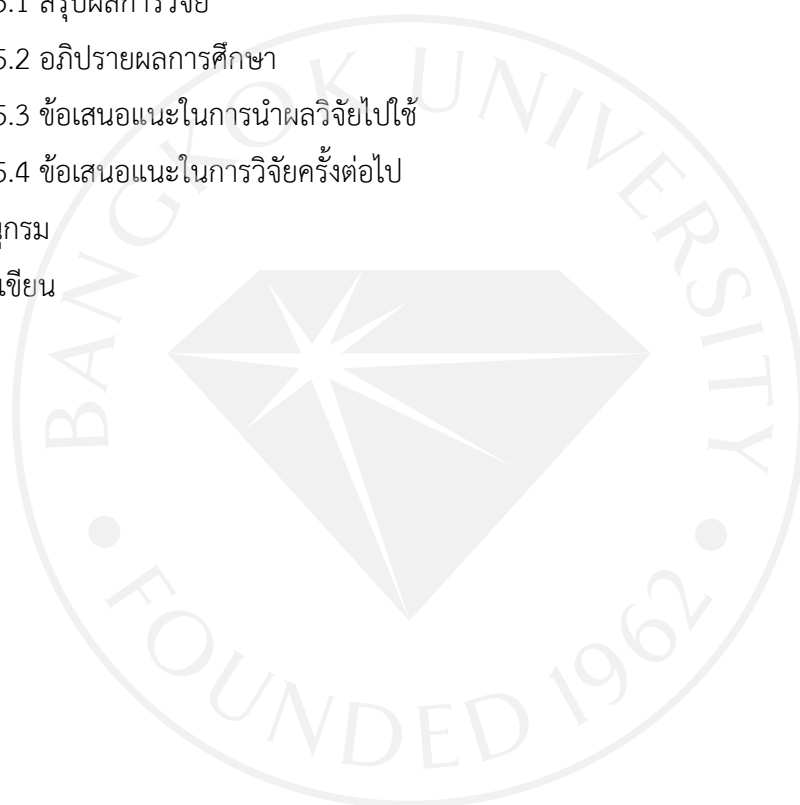 5.1 สรุปผลการวิจัย
5.2 อภิปรายผลการศึกษา
5.3 ข้อเสนอแนะในการนำผลวิจัยไปใช้
5.4 ข้อเสนอแนะในการวิจัยครั้งต่อไป
นุกรม
เขียน
BANGKOK UNIVERSITY
• FOUNDED 1962 •